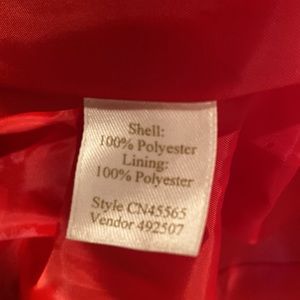 Shell:
100% Polyester
Lining:
100% Polyester
Style CN45565
Vendor 492507